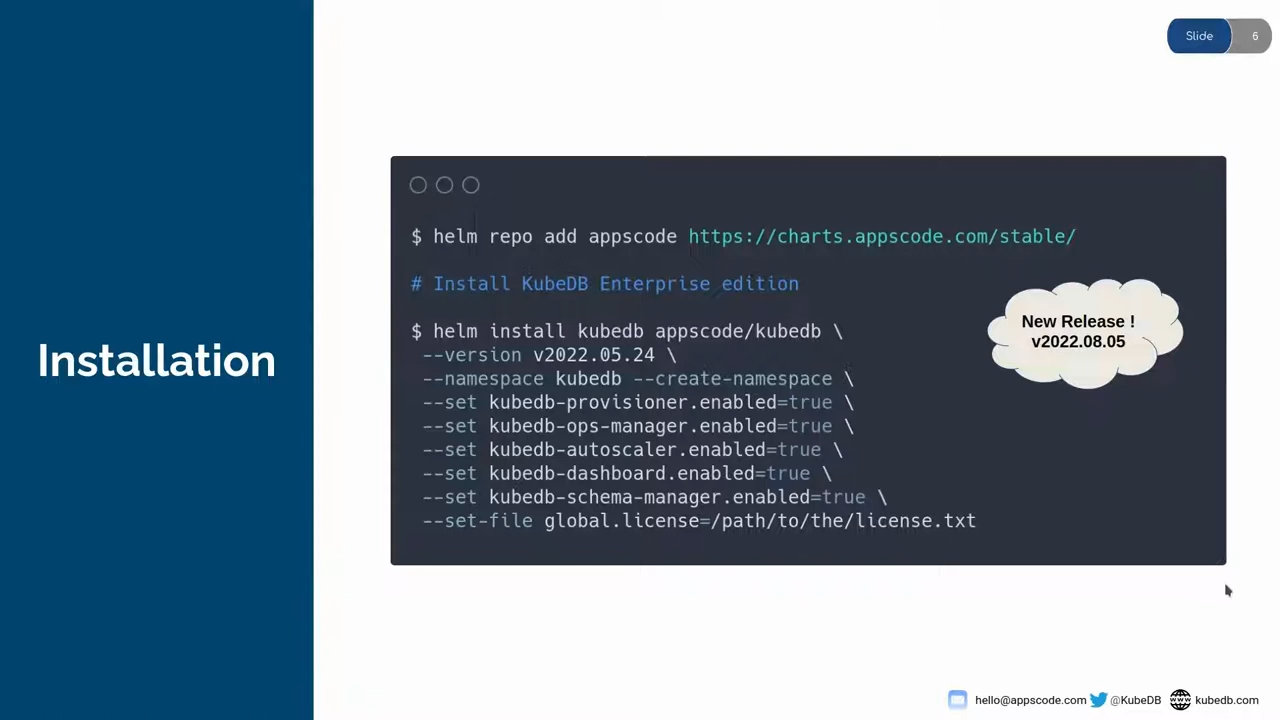 Slide 6
Installation
$ helm repo add appscode https://charts.appscode.com/stable/
# Install KubeDB Enterprise edition
$ helm install kubedb appscode/kubedb \
--version v2022.05.24 \
--namespace kubedb --create-namespace \
--set kubedb-provisioner.enabled=true \
--set kubedb-ops-manager.enabled=true \
--set kubedb-autoscaler.enabled=true \
--set kubedb-dashboard.enabled=true \
--set kubedb-schema-manager.enabled=true \
--set-file global.license=/path/to/the/license.txt
New Release !
v2022.08.05
hello@appscode.com @KubeDB kubedb.com